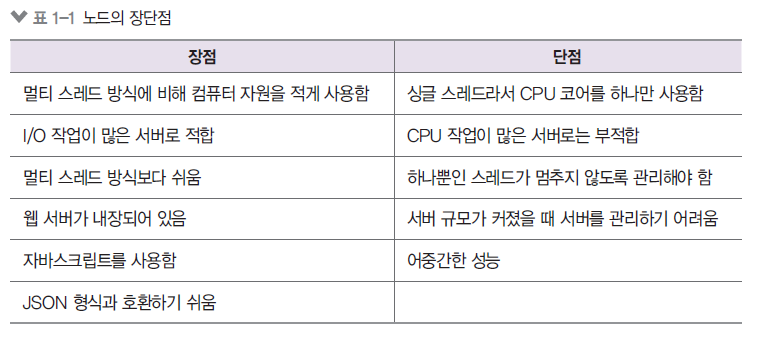 표 1-1 노드의 장단점
장점 단점
멀티 스레드 방식에 비해 컴퓨터 자원을 적게 사용함 싱글 스레드라서 CPU 코어를 하나만 사용함
I/O 작업이 많은 서버로 적합 CPU 작업이 많은 서버로는 부적합
멀티 스레드 방식보다 쉬움 하나뿐인 스레드가 멈추지 않도록 관리해야 함
웹 서버가 내장되어 있음 서버 규모가 커졌을 때 서버를 관리하기 어려움
자바스크립트를 사용함 어중간한 성능
JSON 형식과 호환하기 쉬움